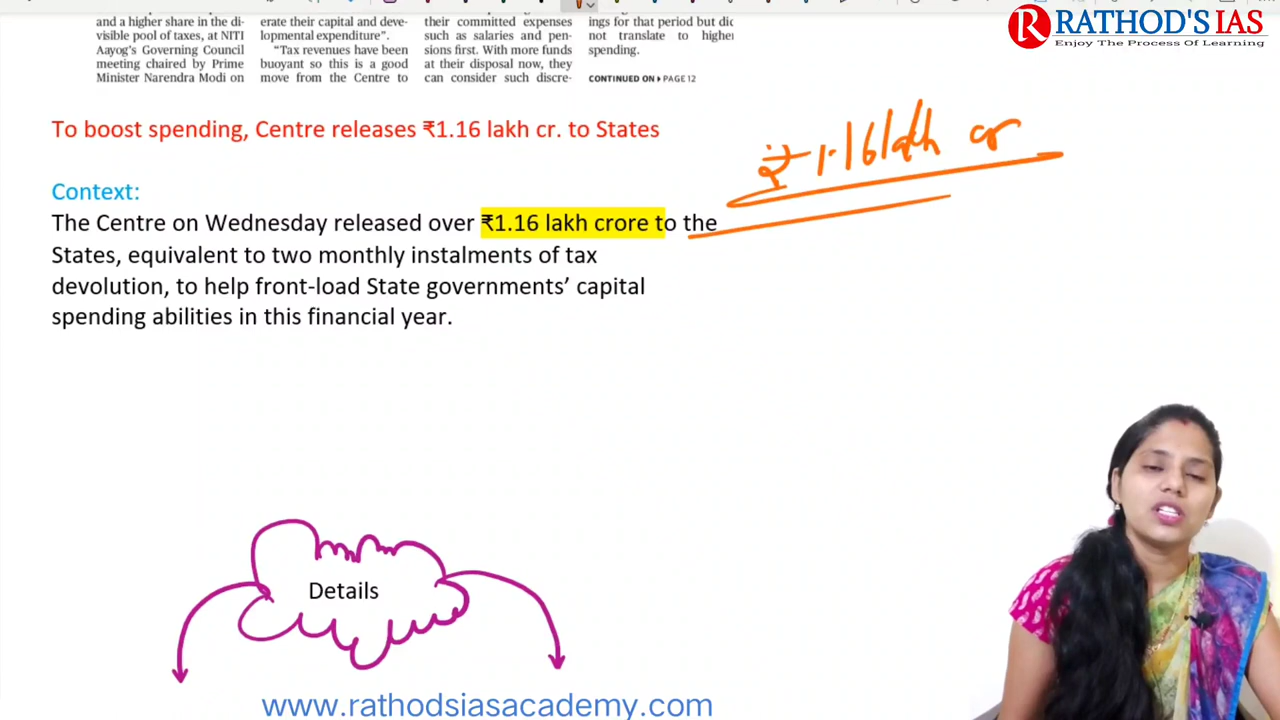 RATHOD'S IAS
Enjoy The Process Of Learning
and a higher share in the di-
visible pool of taxes, at NITI
Aayog's Governing Council
meeting chaired by Prime
Minister Narendra Modi on
erate their capital and deve-
lopmental expenditure".
"Tax revenues have been
buoyant so this is a good
move from the Centre to
their committed expenses
such as salaries and pen-
sions first. With more funds
at their disposal now, they
can consider such discre-
ings for that period but did
not translate to higher
spending.
CONTINUED ON ▸ PAGE 12
To boost spending, Centre releases ₹1.16 lakh cr. to States
₹ 1.16 lakh cr
Context:
The Centre on Wednesday released over ₹1.16 lakh crore to the
States, equivalent to two monthly instalments of tax
devolution, to help front-load State governments’ capital
spending abilities in this financial year.
Details
www.rathodsiasacademy.com